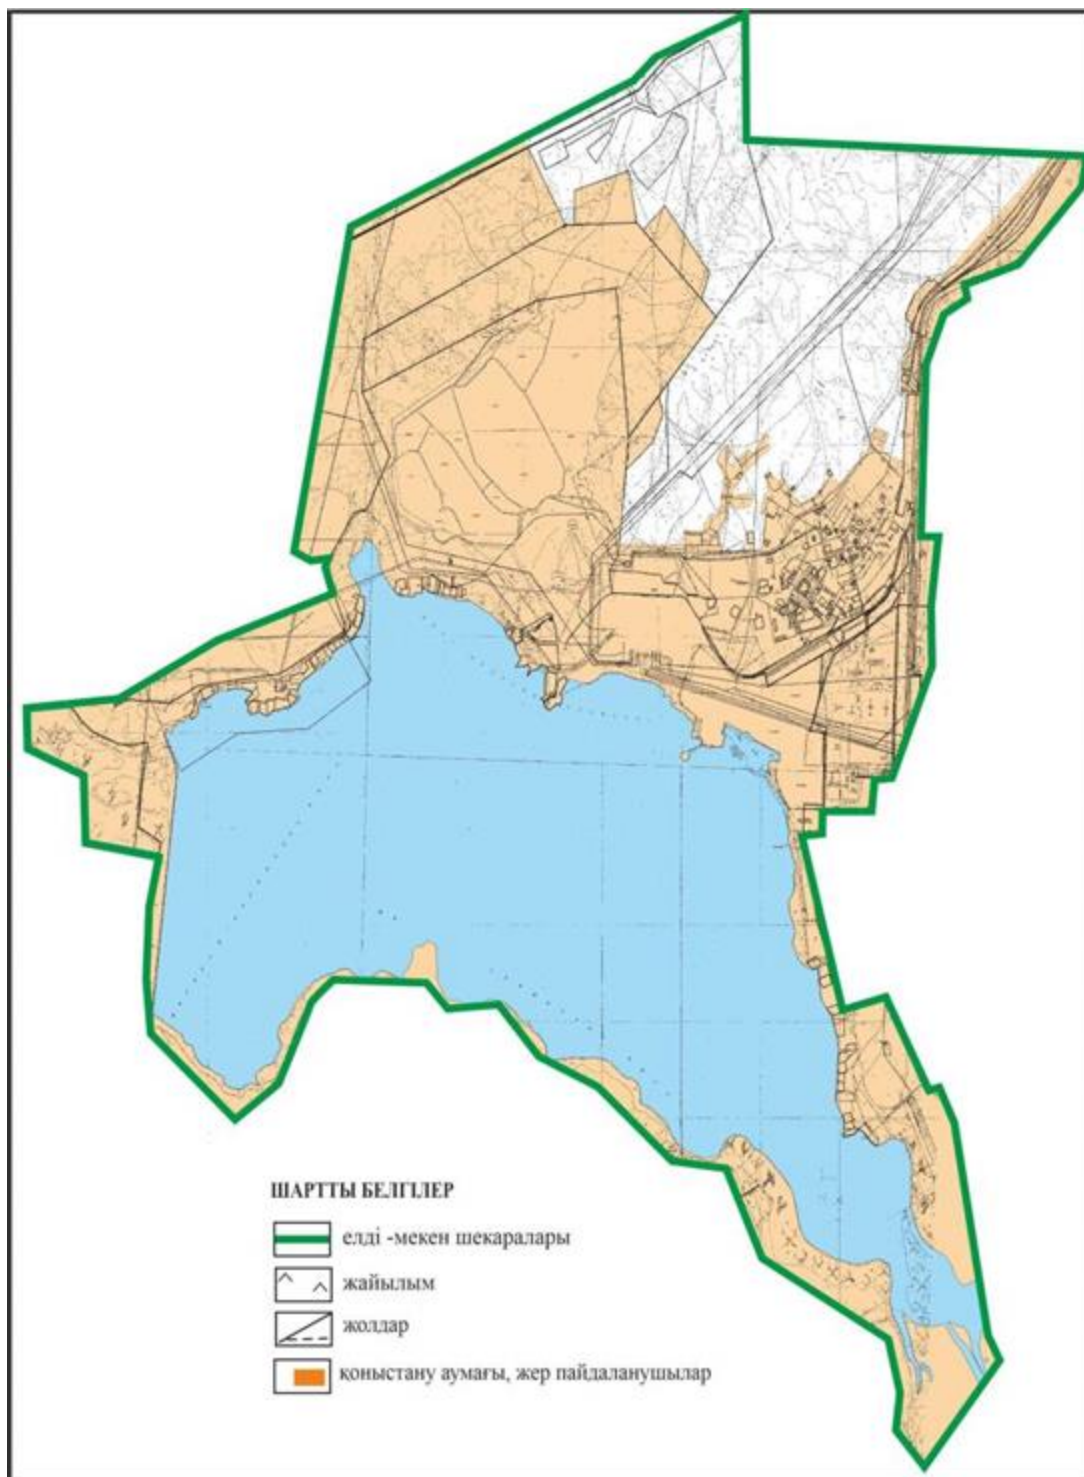 ШАРТТЫ БЕЛГІЛЕР
елді -мекен шекаралары
жайылым
жолдар
қоныстану аумағы, жер пайдаланушылар